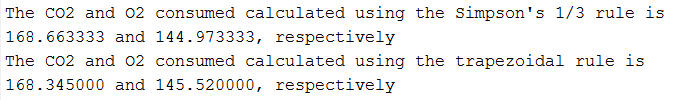 The CO2 and O2 consumed calculated using the Simpson's 1/3 rule is
168.663333 and 144.973333, respectively
The CO2 and O2 consumed calculated using the trapezoidal rule is
168.345000 and 145.520000, respectively